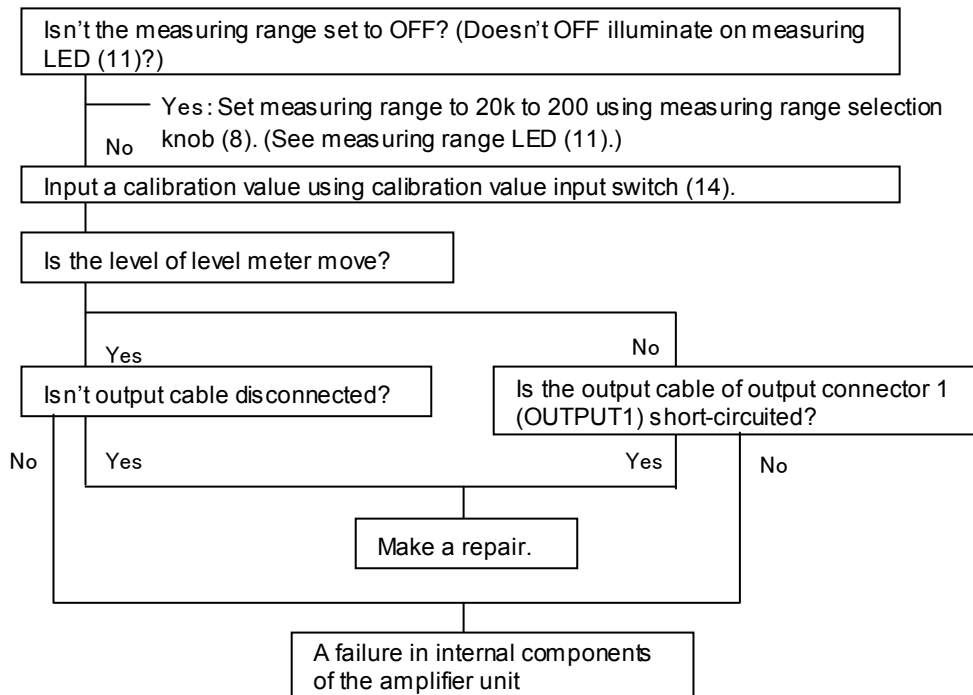 Isn't the measuring range set to OFF? (Doesn't OFF illuminate on measuring
LED (11)?)
Yes: Set measuring range to 20k to 200 using measuring range selection
knob (8). (See measuring range LED (11).)
No
Input a calibration value using calibration value input switch (14).
Is the level of level meter move?
Yes
No
Isn't output cable disconnected?
Is the output cable of output connector 1
(OUTPUT1) short-circuited?
No
Yes
Yes
No
Make a repair.
A failure in internal components
of the amplifier unit